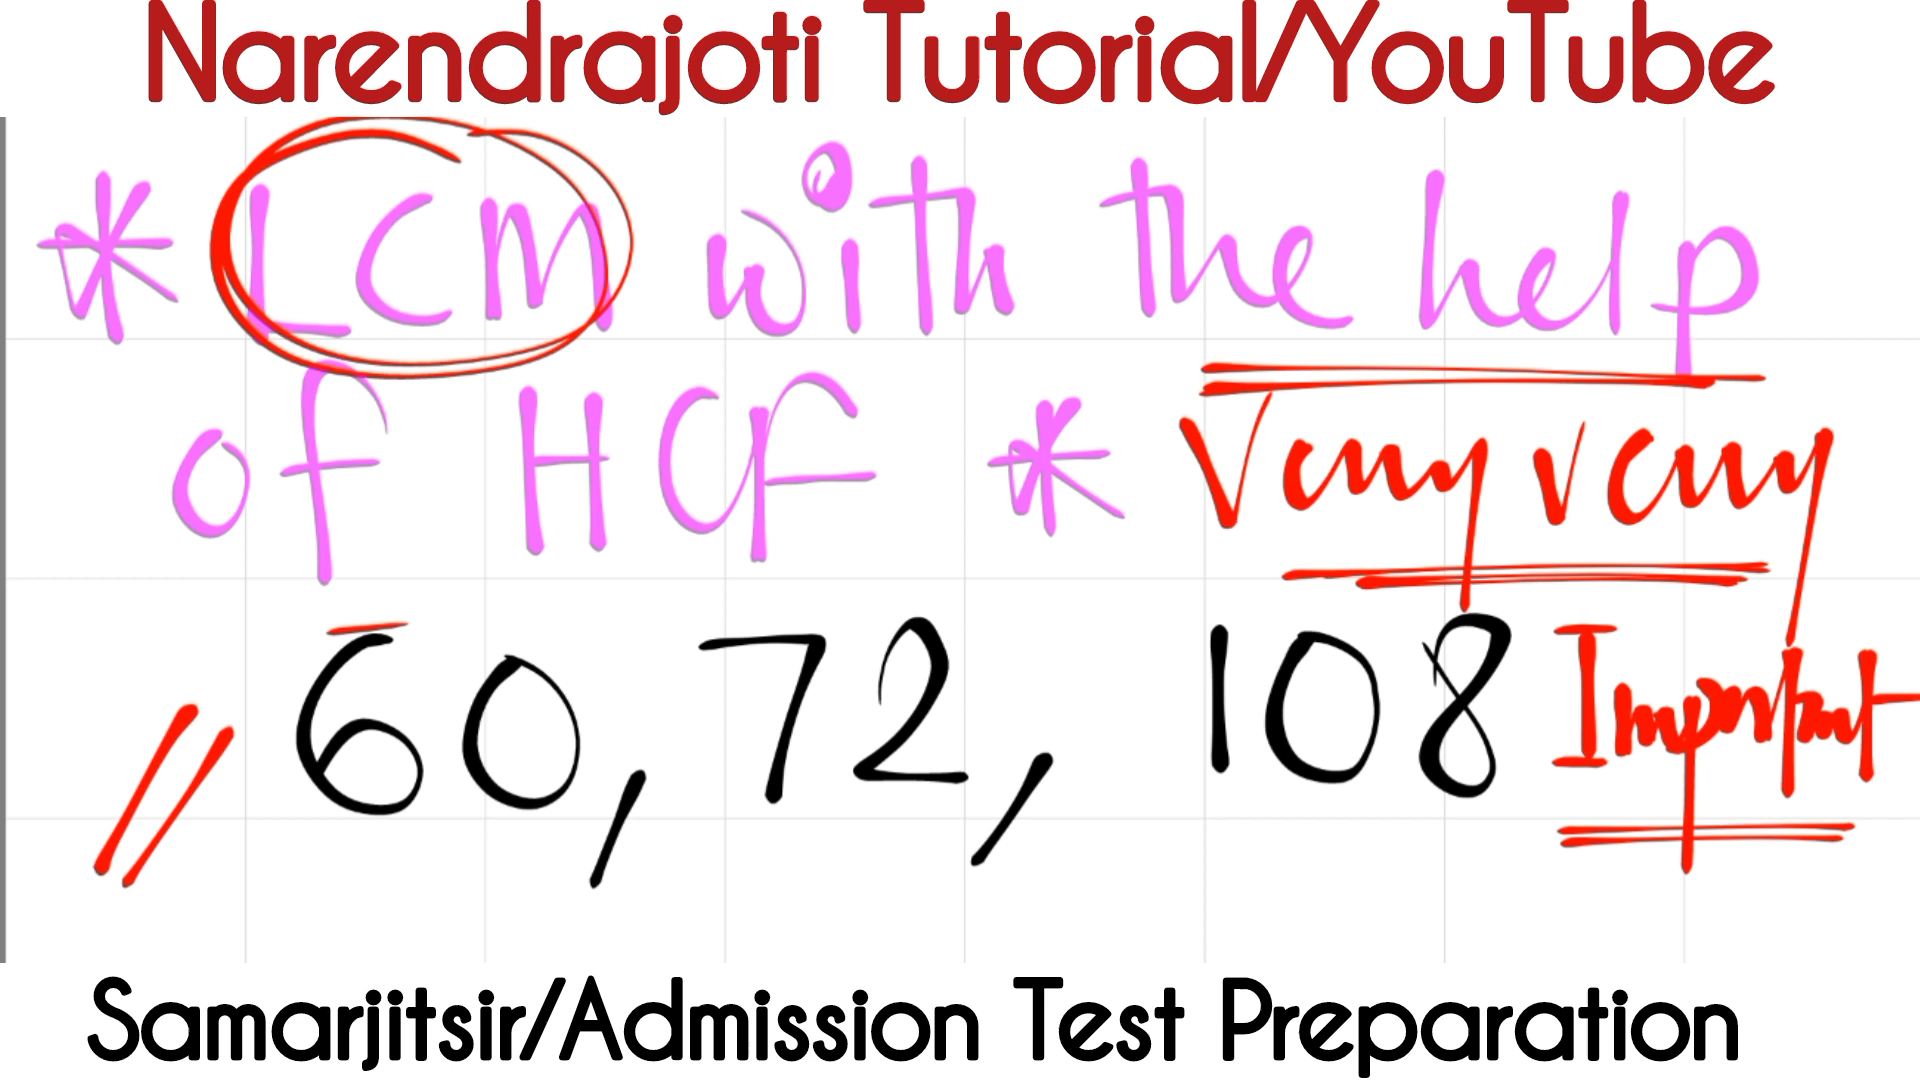 Narendrajoti Tutorial/YouTube
* LCM with the help
of HCF * Very very
60, 72, 108 Important
Samarjitsir/Admission Test Preparation